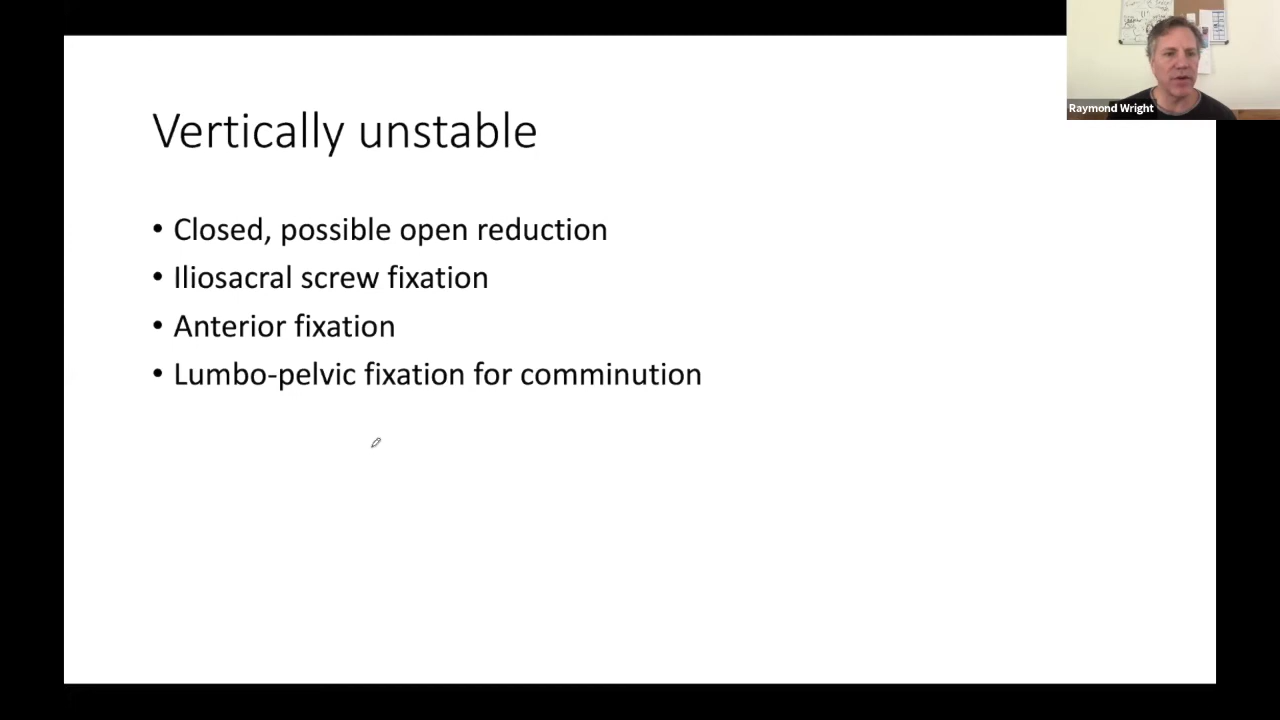 Vertically unstable
• Closed, possible open reduction
• Iliosacral screw fixation
• Anterior fixation
• Lumbo-pelvic fixation for comminution
Raymond Wright